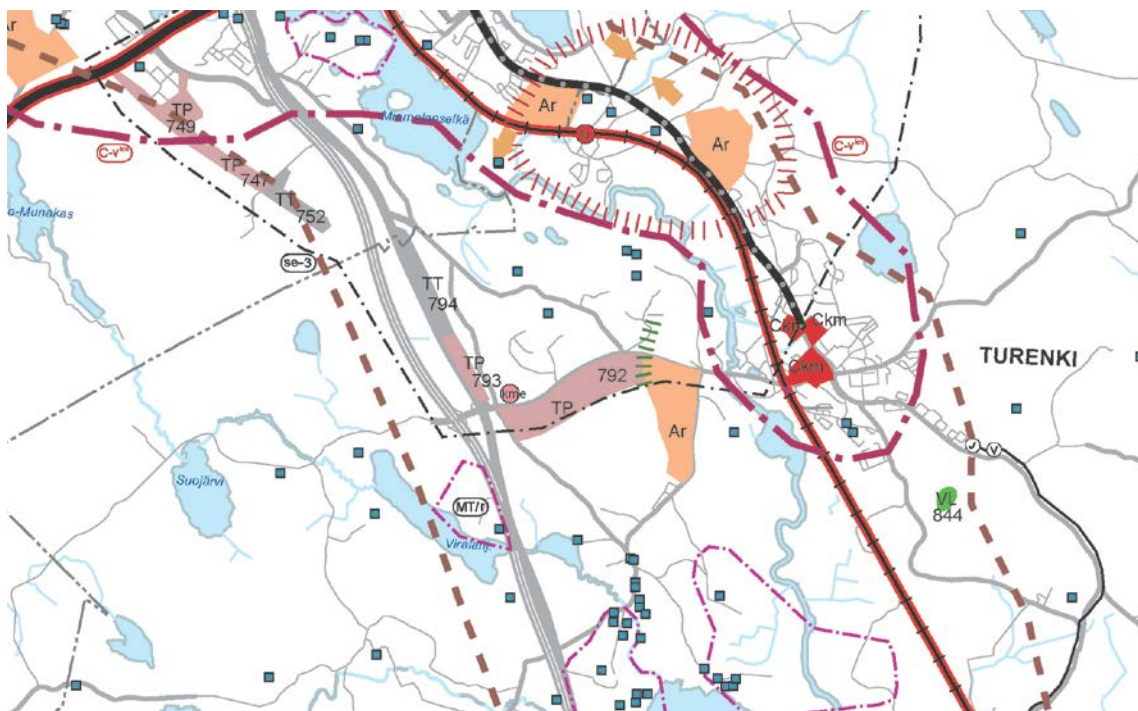 Ar
TP
749
C-v
TP
747
TT
752
o-Munakas
se-3
TT
794
TP
793
kme
792
TP
Ar
Ar
Ar
C-v
Ckm
Ckm
Ckm
TURENKI
J
V
VL
844
Suojärvi
MT/r
Viralanj.